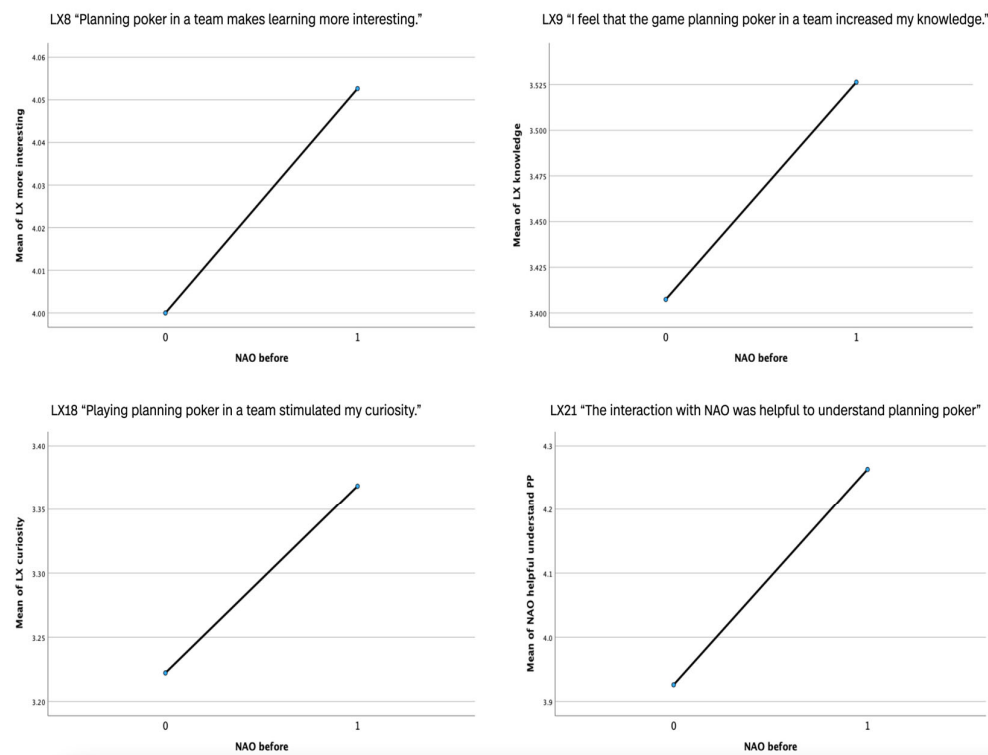 LX8 “Planning poker in a team makes learning more interesting.”
Mean of LX more interesting
4.06
4.05
4.04
4.03
4.02
4.01
4.00
0 1
NAO before
LX9 “I feel that the game planning poker in a team increased my knowledge.”
Mean of LX knowledge
3.525
3.500
3.475
3.450
3.425
3.400
0 1
NAO before
LX18 “Playing planning poker in a team stimulated my curiosity.”
Mean of LX curiosity
3.40
3.35
3.30
3.25
3.20
0 1
NAO before
LX21 “The interaction with NAO was helpful to understand planning poker”
Mean of NAO helpful understand PP
4.3
4.2
4.1
4.0
3.9
0 1
NAO before